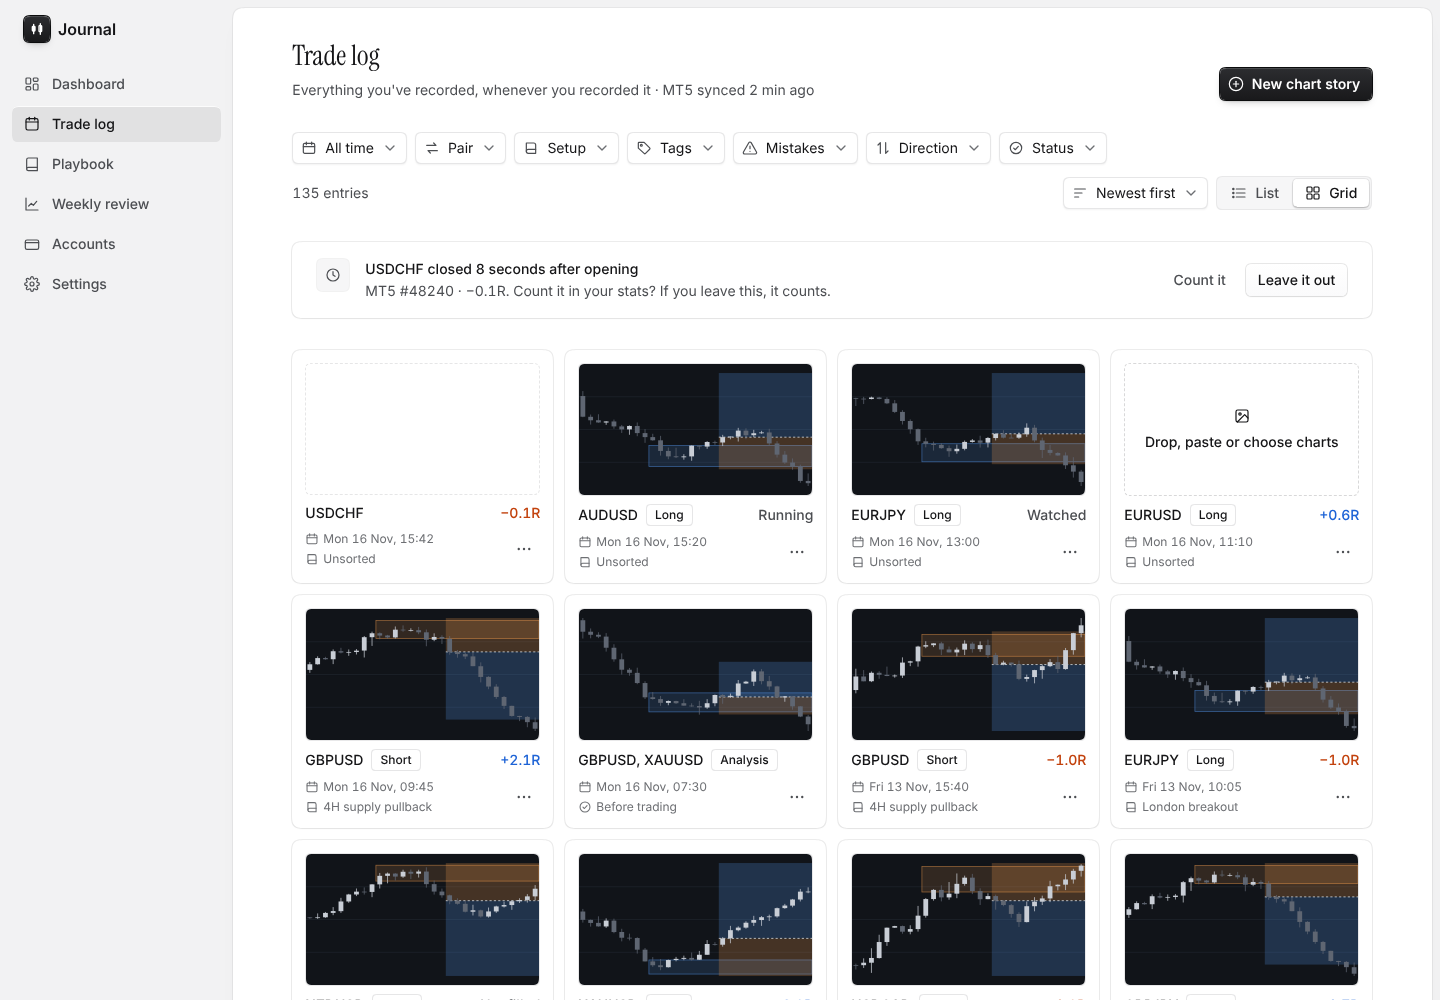 Journal
Dashboard
Trade log
Playbook
Weekly review
Accounts
Settings
Trade log
Everything you've recorded, whenever you recorded it · MT5 synced 2 min ago
New chart story
All time
Pair
Setup
Tags
Mistakes
Direction
Status
135 entries
Newest first
List
Grid
USDCHF closed 8 seconds after opening
MT5 #48240 · −0.1R. Count it in your stats? If you leave this, it counts.
Count it
Leave it out
USDCHF −0.1R
Mon 16 Nov, 15:42
Unsorted
AUDUSD Long Running
Mon 16 Nov, 15:20
Unsorted
EURJPY Long Watched
Mon 16 Nov, 13:00
Unsorted
Drop, paste or choose charts
EURUSD Long +0.6R
Mon 16 Nov, 11:10
Unsorted
GBPUSD Short +2.1R
Mon 16 Nov, 09:45
4H supply pullback
GBPUSD, XAUUSD Analysis
Mon 16 Nov, 07:30
Before trading
GBPUSD Short −1.0R
Fri 13 Nov, 15:40
4H supply pullback
EURJPY Long −1.0R
Fri 13 Nov, 10:05
London breakout